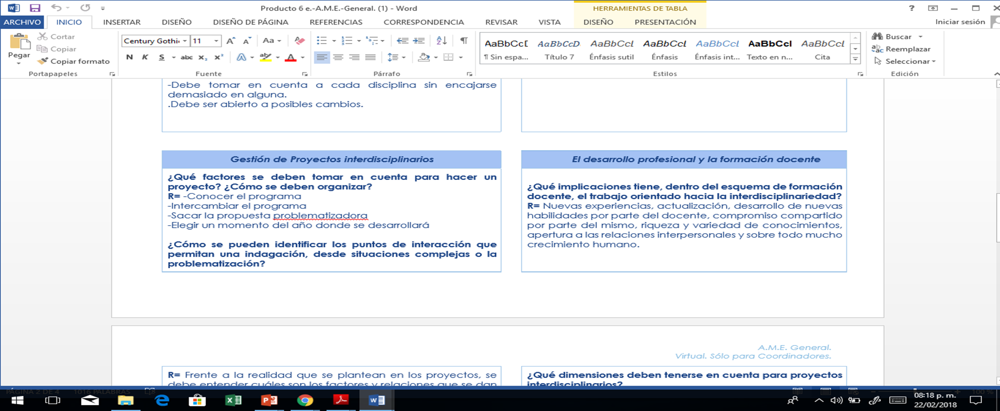 Producto 6 e.-A.M.E.-General. (1) - Word
HERRAMIENTAS DE TABLA
?
ARCHIVO INICIO INSERTAR DISEÑO DISEÑO DE PÁGINA REFERENCIAS CORRESPONDENCIA REVISAR VISTA DISEÑO PRESENTACIÓN Iniciar sesión
Pegar
Cortar
Copiar
Copiar formato
Portapapeles
Century Gothi 11
Aa
N K S abc x₂ x²
Fuente
Párrafo
AaBbCcD AaBbCcD AaBbCcL AaBbCcL AaBbCcL AaBbCcl AaBbCcL
¶ Sin espa... Título 7 Énfasis sutil Énfasis Énfasis int... Texto en n... Cita
Estilos
Buscar
Reemplazar
Seleccionar
Edición
-Debe tomar en cuenta a cada disciplina sin encajarse
demasiado en alguna.
.Debe ser abierto a posibles cambios.
Gestión de Proyectos interdisciplinarios
¿Qué factores se deben tomar en cuenta para hacer un
proyecto? ¿Cómo se deben organizar?
R= -Conocer el programa
-Intercambiar el programa
-Sacar la propuesta problematizadora
-Elegir un momento del año donde se desarrollará
¿Cómo se pueden identificar los puntos de interacción que
permitan una indagación, desde situaciones complejas o la
problematización?
El desarrollo profesional y la formación docente
¿Qué implicaciones tiene, dentro del esquema de formación
docente, el trabajo orientado hacia la interdisciplinariedad?
R= Nuevas experiencias, actualización, desarrollo de nuevas
habilidades por parte del docente, compromiso compartido
por parte del mismo, riqueza y variedad de conocimientos,
apertura a las relaciones interpersonales y sobre todo mucho
crecimiento humano.
A.M.E. General.
Virtual. Sólo para Coordinadores.
R= Frente a la realidad que se plantean en los proyectos, se
debe entender cuáles son los factores y relaciones que se dan
¿Qué dimensiones deben tenerse en cuenta para proyectos
interdisciplinarios?
PÁGINA 2 DE 4 1016 PALABRAS
100 %
08:18 p. m.
22/02/2018